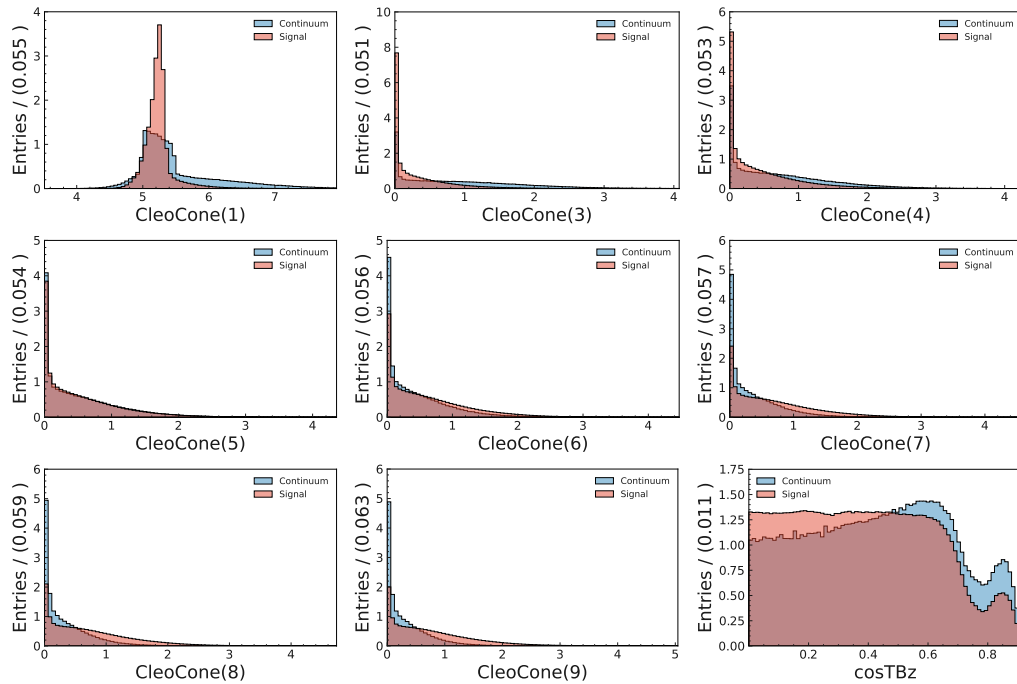 Entries / (0.055)
4
3
2
1
0
Continuum
Signal
4 5 6 7
CleoCone(1)
Entries / (0.051)
10
8
6
4
2
0
Continuum
Signal
0 1 2 3 4
CleoCone(3)
Entries / (0.053)
6
5
4
3
2
1
0
Continuum
Signal
0 1 2 3 4
CleoCone(4)
Entries / (0.054)
5
4
3
2
1
0
Continuum
Signal
0 1 2 3 4
CleoCone(5)
Entries / (0.056)
5
4
3
2
1
0
Continuum
Signal
0 1 2 3 4
CleoCone(6)
Entries / (0.057)
6
5
4
3
2
1
0
Continuum
Signal
0 1 2 3 4
CleoCone(7)
Entries / (0.059)
6
5
4
3
2
1
0
Continuum
Signal
0 1 2 3 4
CleoCone(8)
Entries / (0.063)
6
5
4
3
2
1
0
Continuum
Signal
0 1 2 3 4 5
CleoCone(9)
Entries / (0.011)
1.75
1.50
1.25
1.00
0.75
0.50
0.25
0.00
Continuum
Signal
0.2 0.4 0.6 0.8
cosTBz